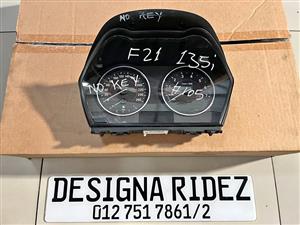 NO. KEY
F21 135i
NO. KEY
DESIGNA RIDEZ
012 751 7861/2